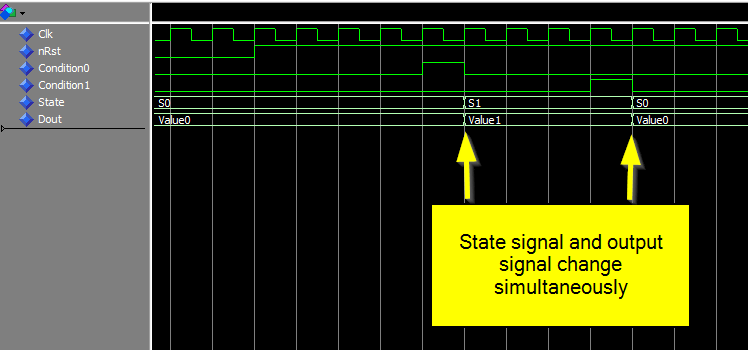 Clk
nRst
Condition0
Condition1
State
Dout
S0 S1 S0
Value0 Value1 Value0
State signal and output
signal change
simultaneously